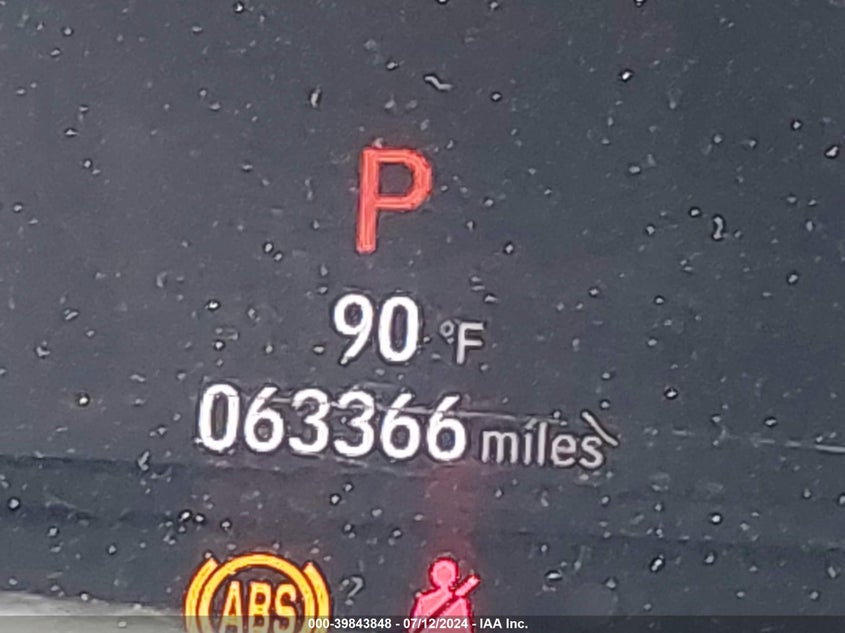 P
90 °F
063366 miles
ABS
000-39843848 - 07/12/2024 - IAA Inc.